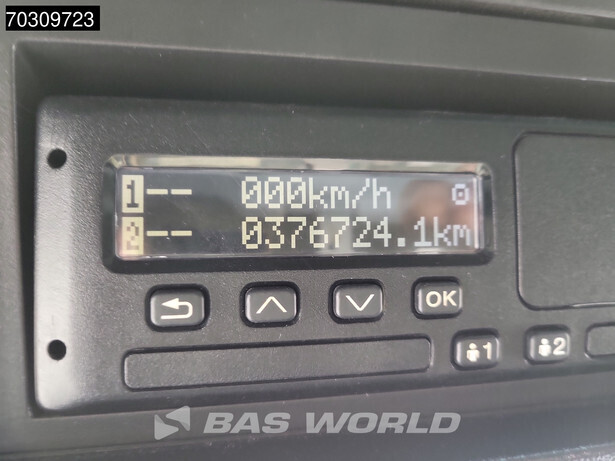 70309723
1-- 000km/h
2-- 0376724.1km
OK
1 2
BAS WORLD